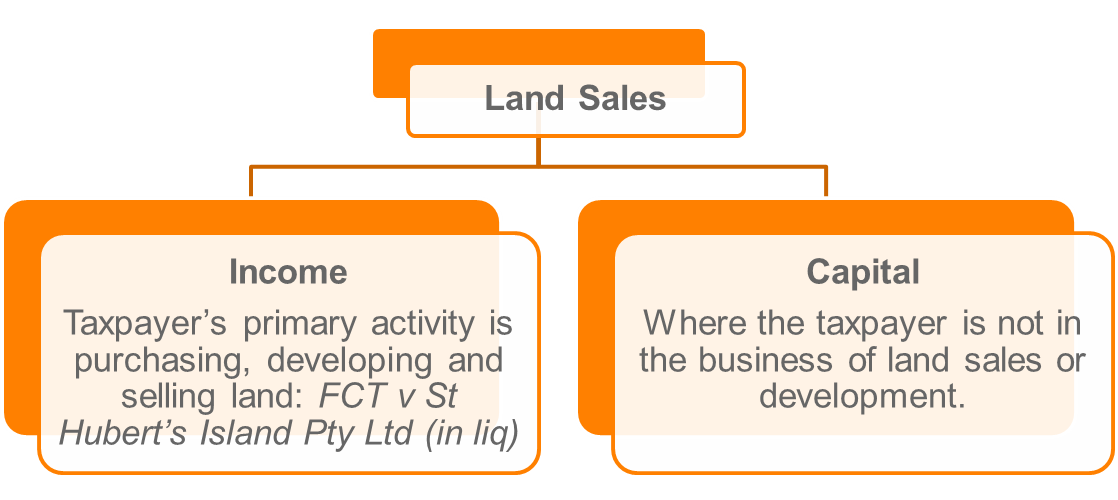 Land Sales
Income
Taxpayer’s primary activity is
purchasing, developing and
selling land: FCT v St
Hubert’s Island Pty Ltd (in liq)
Capital
Where the taxpayer is not in
the business of land sales or
development.